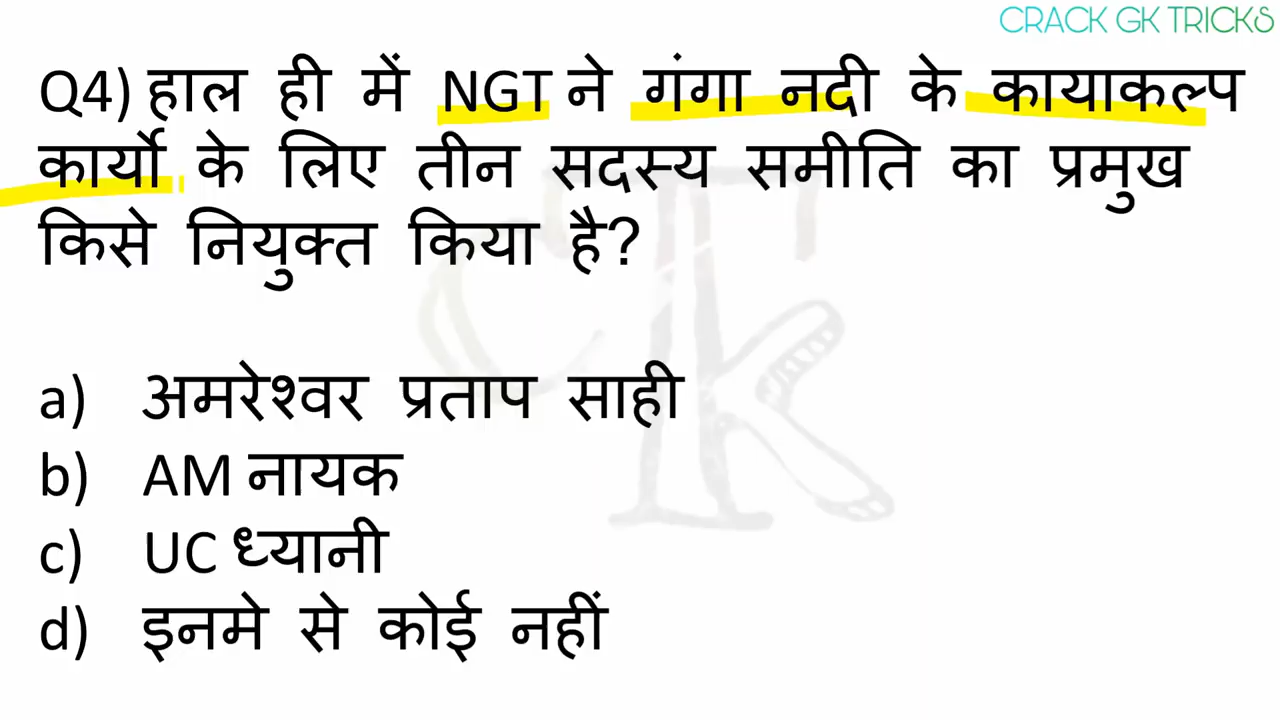 CRACK GK TRICKS
Q4) हाल ही में NGT ने गंगा नदी के कायाकल्प
कार्यो के लिए तीन सदस्य समीति का प्रमुख
किसे नियुक्त किया है?
a) अमरेश्वर प्रताप साही
b) AM नायक
c) UC ध्यानी
d) इनमे से कोई नहीं